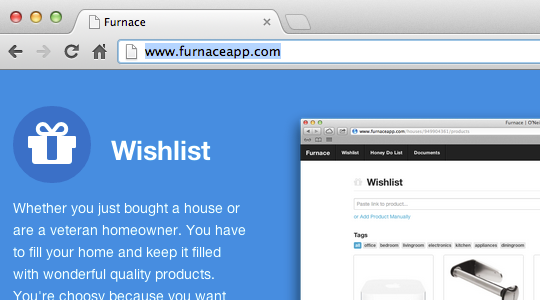 Furnace
www.furnaceapp.com
Wishlist
Whether you just bought a house or
are a veteran homeowner. You have
to fill your home and keep it filled
with wonderful quality products.
You're choosy because you want
Furnace | O'Nei
www.furnaceapp.com/houses/949904381/products
Furnace Wishlist Honey Do List Documents
Wishlist
Paste link to product...
or Add Product Manually
Tags
all office bedroom livingroom electronics kitchen appliances diningroom